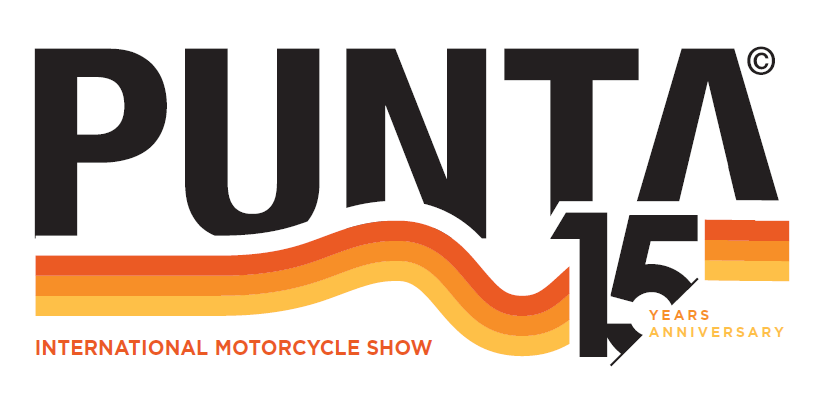 PUNTA©
15
YEARS
ANNIVERSARY
INTERNATIONAL MOTORCYCLE SHOW